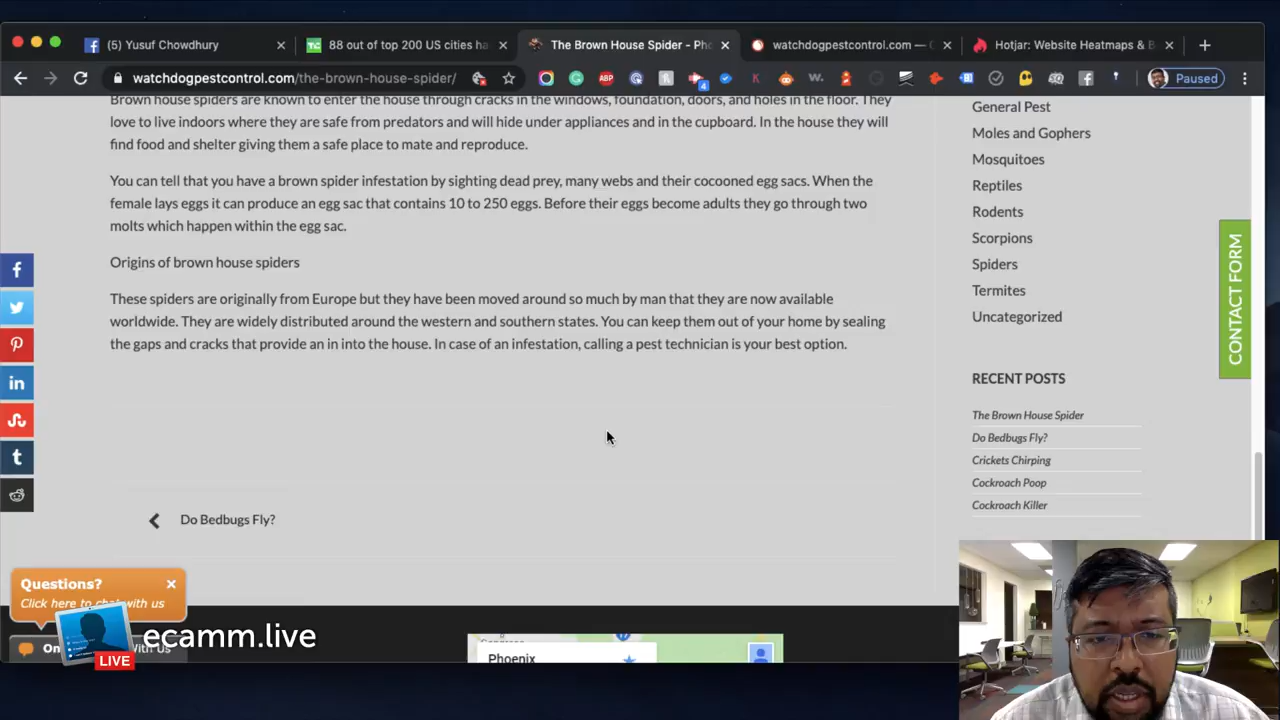 (5) Yusuf Chowdhury
88 out of top 200 US cities ha
The Brown House Spider - Pho
watchdogpestcontrol.com —
Hotjar: Website Heatmaps & B
watchdogpestcontrol.com/the-brown-house-spider/
ABP
4
Paused
Brown house spiders are known to enter the house through cracks in the windows, foundation, doors, and holes in the floor. They
love to live indoors where they are safe from predators and will hide under appliances and in the cupboard. In the house they will
find food and shelter giving them a safe place to mate and reproduce.
You can tell that you have a brown spider infestation by sighting dead prey, many webs and their cocooned egg sacs. When the
female lays eggs it can produce an egg sac that contains 10 to 250 eggs. Before their eggs become adults they go through two
molts which happen within the egg sac.
Origins of brown house spiders
These spiders are originally from Europe but they have been moved around so much by man that they are now available
worldwide. They are widely distributed around the western and southern states. You can keep them out of your home by sealing
the gaps and cracks that provide an in into the house. In case of an infestation, calling a pest technician is your best option.
Do Bedbugs Fly?
General Pest
Moles and Gophers
Mosquitoes
Reptiles
Rodents
Scorpions
Spiders
Termites
Uncategorized
RECENT POSTS
The Brown House Spider
Do Bedbugs Fly?
Crickets Chirping
Cockroach Poop
Cockroach Killer
CONTACT FORM
Questions?
Click here to chat with us
ecamm.live
LIVE
Phoenix